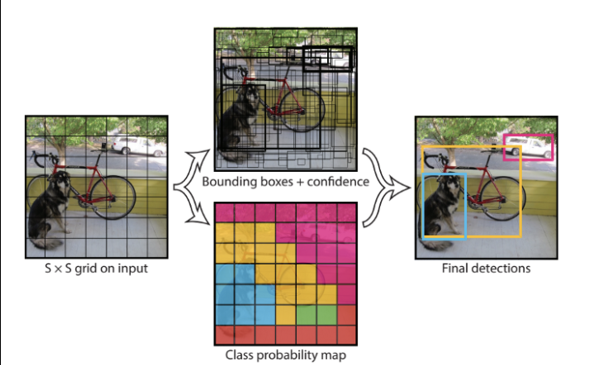 Bounding boxes + confidence
S × S grid on input
Final detections
Class probability map